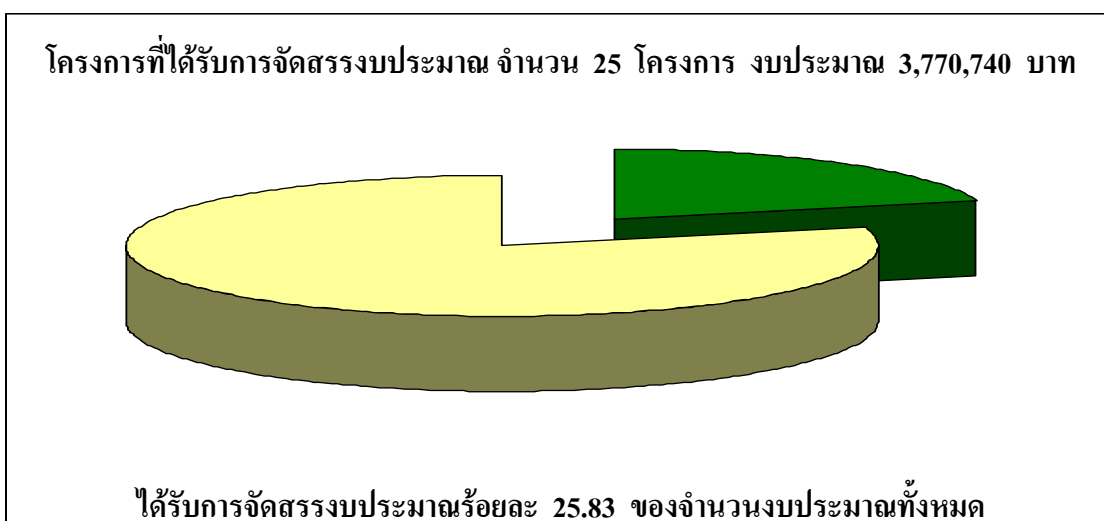 โครงการที่ได้รับการจัดสรรงบประมาณ จำนวน 25 โครงการ งบประมาณ 3,770,740 บาท
ได้รับการจัดสรรงบประมาณร้อยละ 25.83 ของจำนวนงบประมาณทั้งหมด